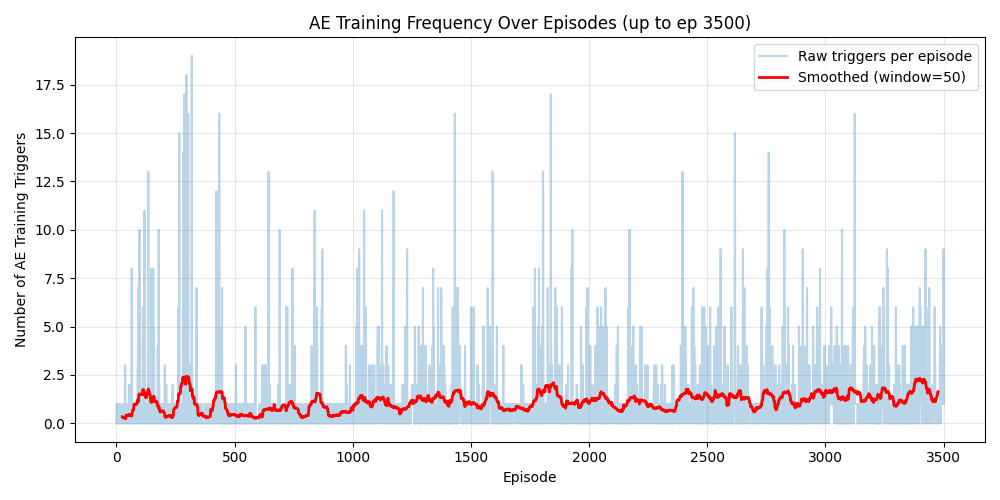 AE Training Frequency Over Episodes (up to ep 3500)
Raw triggers per episode
Smoothed (window=50)
Number of AE Training Triggers
17.5
15.0
12.5
10.0
7.5
5.0
2.5
0.0
0 500 1000 1500 2000 2500 3000 3500
Episode